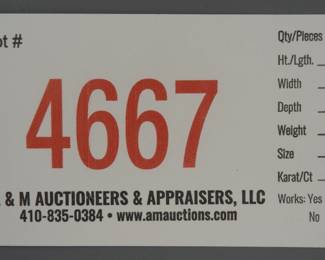 ot #
4667
& M AUCTIONEERS & APPRAISERS, LLC
410-835-0384 • www.amauctions.com
Qty/Pieces
Ht./Lgth.
Width
Depth
Weight
Size
Karat/Ct
Works: Yes
No